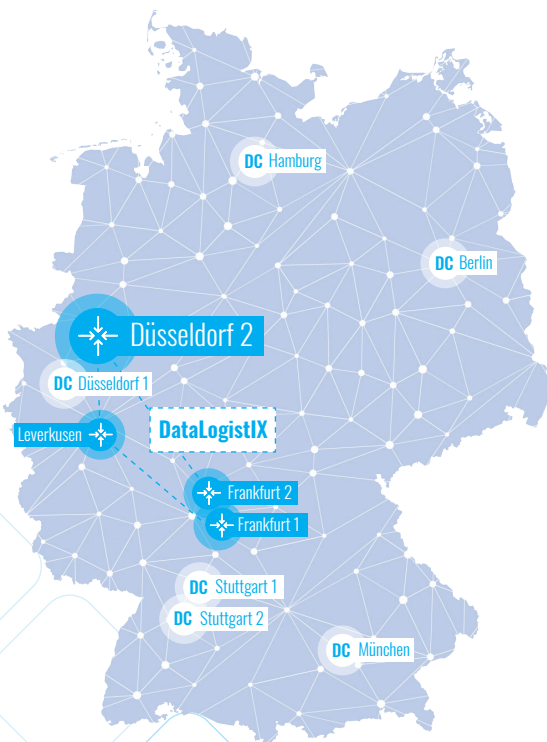 DC Hamburg
DC Berlin
Düsseldorf 2
DC Düsseldorf 1
DataLogistIX
Leverkusen
Frankfurt 2
Frankfurt 1
DC Stuttgart 1
DC Stuttgart 2
DC München